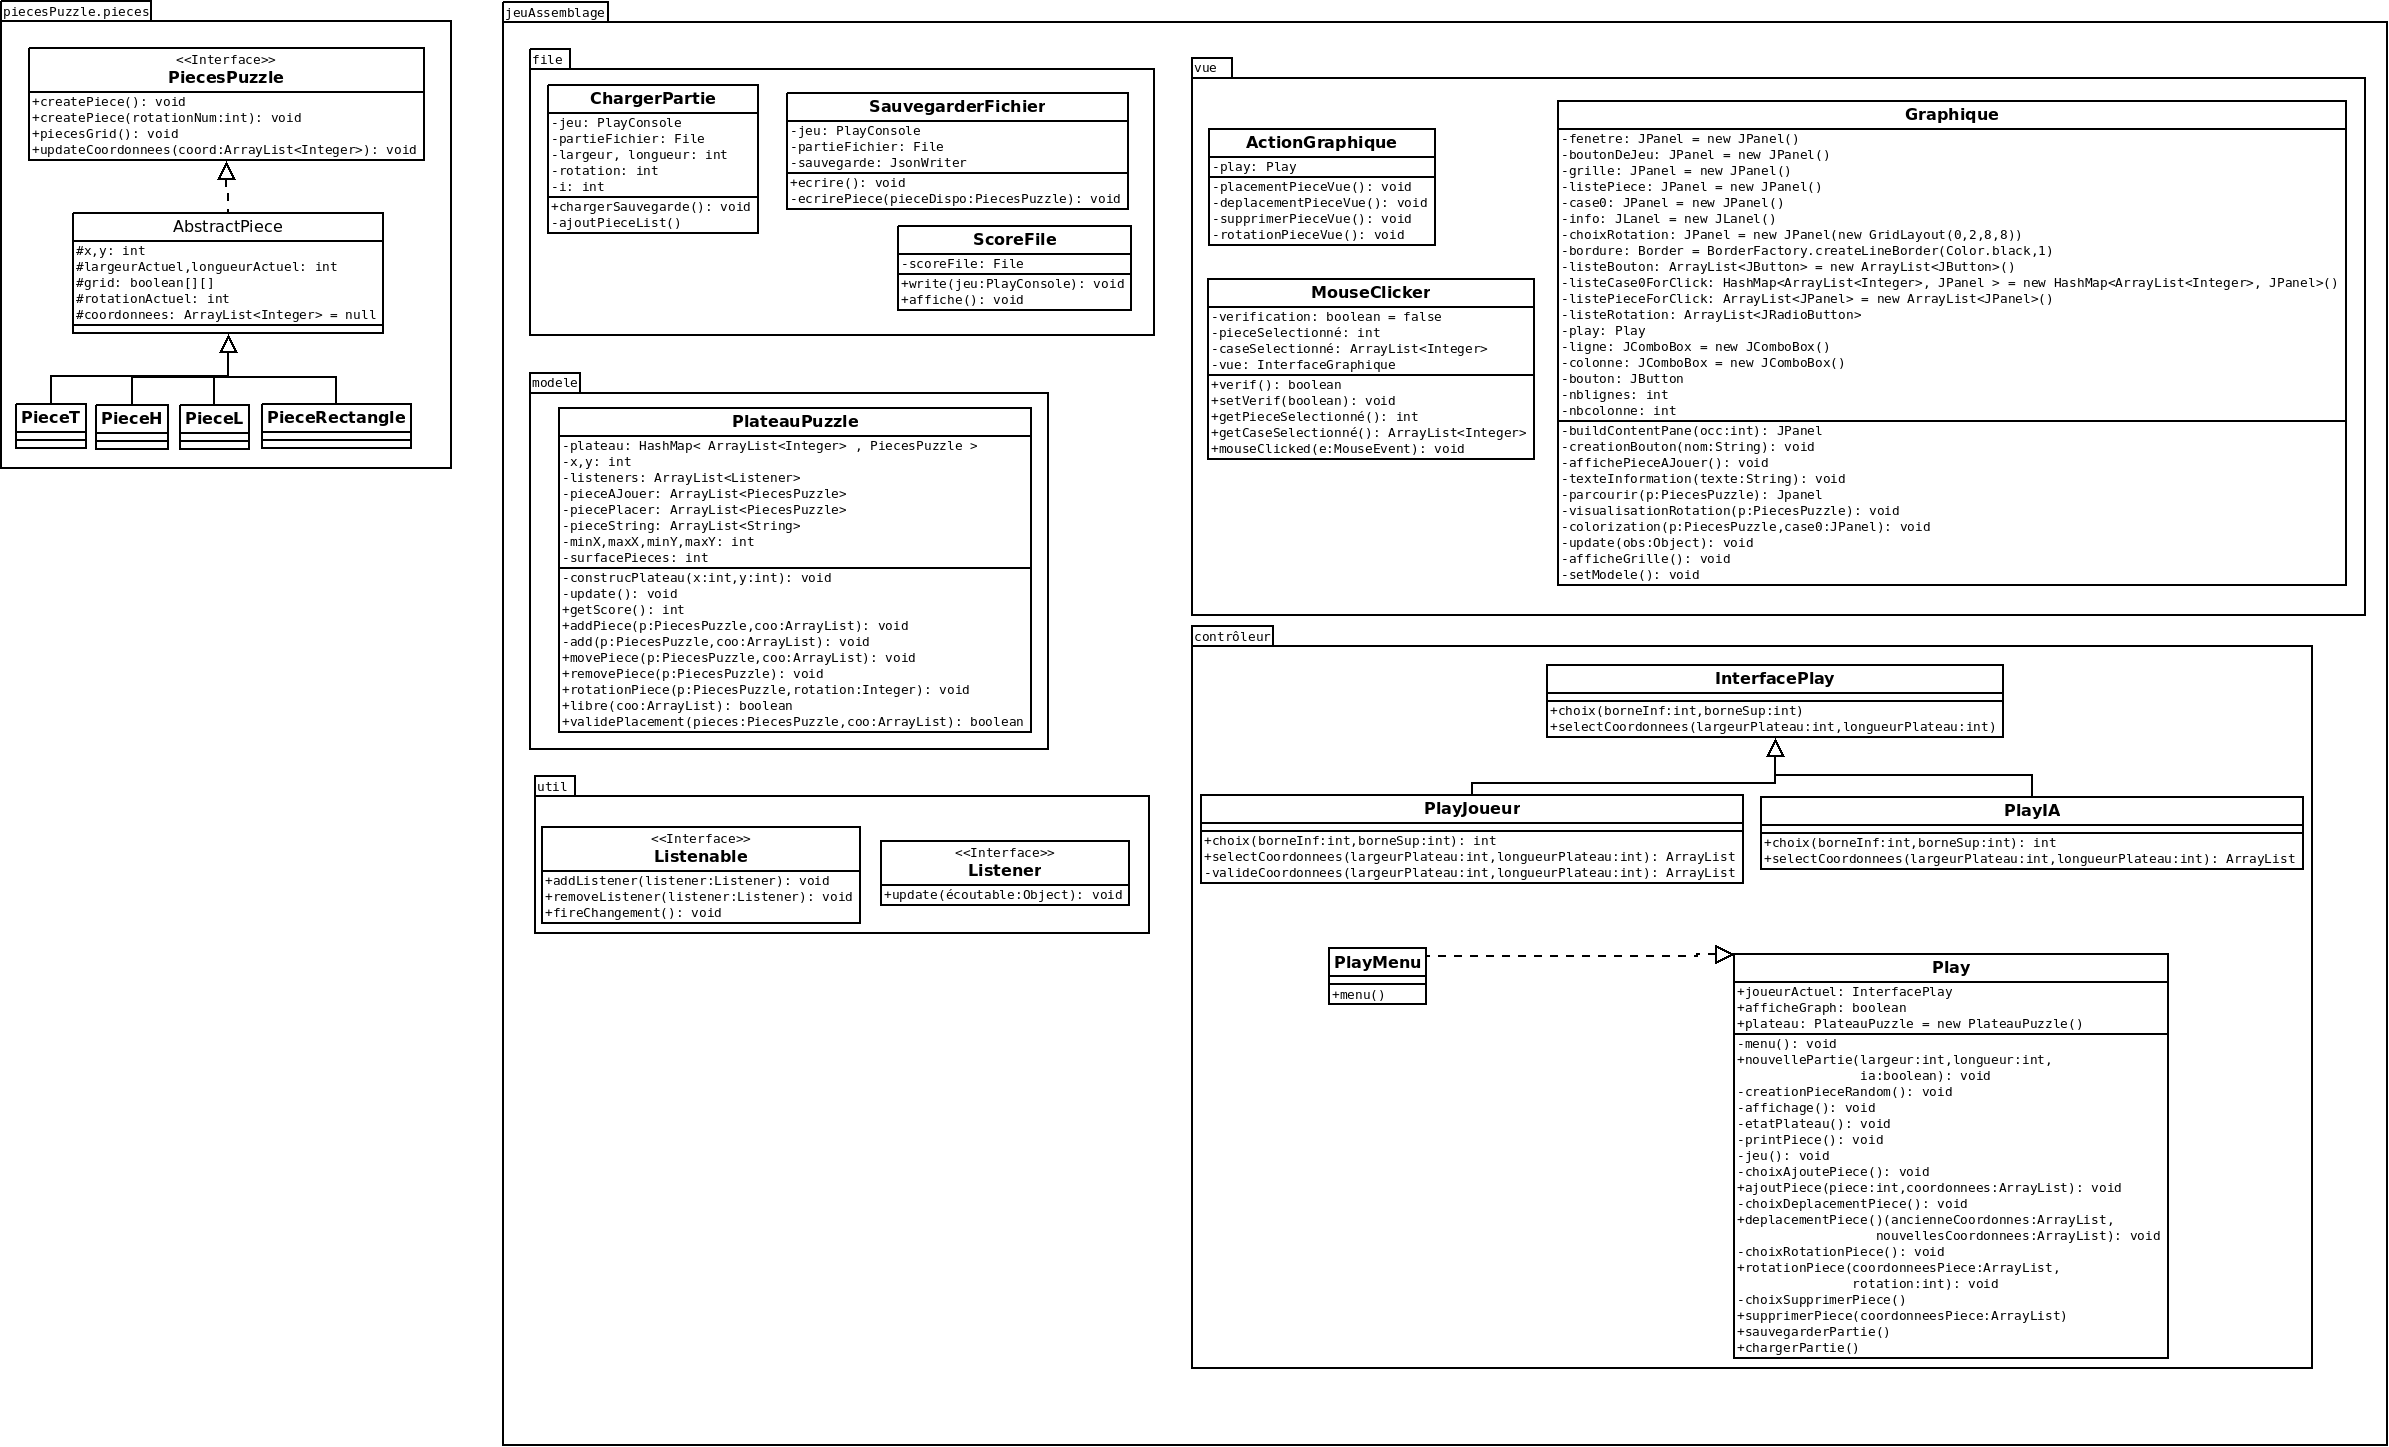 piecesPuzzle.pieces
<<Interface>>
PiecesPuzzle
+createPiece(): void
+createPiece(rotationNum:int): void
+piecesGrid(): void
+updateCoordonnees(coord:ArrayList<Integer>): void
AbstractPiece
#x,y: int
#largeurActuel,longueurActuel: int
#grid: boolean[][]
#rotationActuel: int
#coordonnees: ArrayList<Integer> = null
PieceT
PieceH
PieceL
PieceRectangle
jeuAssemblage
file
ChargerPartie
-jeu: PlayConsole
-partieFichier: File
-largeur, longueur: int
-rotation: int
-i: int
+chargerSauvegarde(): void
-ajoutPieceList()
SauvegarderFichier
-jeu: PlayConsole
-partieFichier: File
-sauvegarde: JsonWriter
+ecrire(): void
-ecrirePiece(pieceDispo:PiecesPuzzle): void
ScoreFile
-scoreFile: File
+write(jeu:PlayConsole): void
+affiche(): void
modele
PlateauPuzzle
-plateau: HashMap< ArrayList<Integer> , PiecesPuzzle >
-x,y: int
-listeners: ArrayList<Listener>
-pieceAJouer: ArrayList<PiecesPuzzle>
-piecePlacer: ArrayList<PiecesPuzzle>
-pieceString: ArrayList<String>
-minX,maxX,minY,maxY: int
-surfacePieces: int
-construcPlateau(x:int,y:int): void
-update(): void
+getScore(): int
+addPiece(p:PiecesPuzzle,coo:ArrayList): void
-add(p:PiecesPuzzle,coo:ArrayList): void
+movePiece(p:PiecesPuzzle,coo:ArrayList): void
+removePiece(p:PiecesPuzzle): void
+rotationPiece(p:PiecesPuzzle,rotation:Integer): void
+libre(coo:ArrayList): boolean
+validePlacement(pieces:PiecesPuzzle,coo:ArrayList): boolean
util
<<Interface>>
Listenable
+addListener(listener:Listener): void
+removeListener(listener:Listener): void
+fireChangement(): void
<<Interface>>
Listener
+update(écoutable:Object): void
vue
ActionGraphique
-play: Play
-placementPieceVue(): void
-deplacementPieceVue(): void
-supprimerPieceVue(): void
-rotationPieceVue(): void
MouseClicker
-verification: boolean = false
-pieceSelectionné: int
-caseSelectionné: ArrayList<Integer>
-vue: InterfaceGraphique
+verif(): boolean
+setVerif(boolean): void
+getPieceSelectionné(): int
+getCaseSelectionné(): ArrayList<Integer>
+mouseClicked(e:MouseEvent): void
Graphique
-fenetre: JPanel = new JPanel()
-boutonDeJeu: JPanel = new JPanel()
-grille: JPanel = new JPanel()
-listePiece: JPanel = new JPanel()
-case0: JPanel = new JPanel()
-info: JLanel = new JLanel()
-choixRotation: JPanel = new JPanel(new GridLayout(0,2,8,8))
-bordure: Border = BorderFactory.createLineBorder(Color.black,1)
-listeBouton: ArrayList<JButton> = new ArrayList<JButton>()
-listeCase0ForClick: HashMap<ArrayList<Integer>, JPanel > = new HashMap<ArrayList<Integer>, JPanel>()
-listePieceForClick: ArrayList<JPanel> = new ArrayList<JPanel>()
-listeRotation: ArrayList<JRadioButton>
-play: Play
-ligne: JComboBox = new JComboBox()
-colonne: JComboBox = new JComboBox()
-bouton: JButton
-nblignes: int
-nbcolonne: int
-buildContentPane(occ:int): JPanel
-creationBouton(nom:String): void
-affichePieceAJouer(): void
-texteInformation(texte:String): void
-parcourir(p:PiecesPuzzle): Jpanel
-visualisationRotation(p:PiecesPuzzle): void
-colorization(p:PiecesPuzzle,case0:JPanel): void
-update(obs:Object): void
-afficheGrille(): void
-setModele(): void
contrôleur
InterfacePlay
+choix(borneInf:int,borneSup:int)
+selectCoordonnees(largeurPlateau:int,longueurPlateau:int)
PlayJoueur
+choix(borneInf:int,borneSup:int): int
+selectCoordonnees(largeurPlateau:int,longueurPlateau:int): ArrayList
-valideCoordonnees(largeurPlateau:int,longueurPlateau:int): ArrayList
PlayIA
+choix(borneInf:int,borneSup:int): int
+selectCoordonnees(largeurPlateau:int,longueurPlateau:int): ArrayList
PlayMenu
+menu()
Play
+joueurActuel: InterfacePlay
+afficheGraph: boolean
+plateau: PlateauPuzzle = new PlateauPuzzle()
-menu(): void
+nouvellePartie(largeur:int,longueur:int,
ia:boolean): void
-creationPieceRandom(): void
-affichage(): void
-etatPlateau(): void
-printPiece(): void
-jeu(): void
-choixAjoutePiece(): void
+ajoutPiece(piece:int,coordonnees:ArrayList): void
-choixDeplacementPiece(): void
+deplacementPiece()(ancienneCoordonnes:ArrayList,
nouvellesCoordonnees:ArrayList): void
-choixRotationPiece(): void
+rotationPiece(coordonneesPiece:ArrayList,
rotation:int): void
-choixSupprimerPiece()
+supprimerPiece(coordonneesPiece:ArrayList)
+sauvegarderPartie()
+chargerPartie()